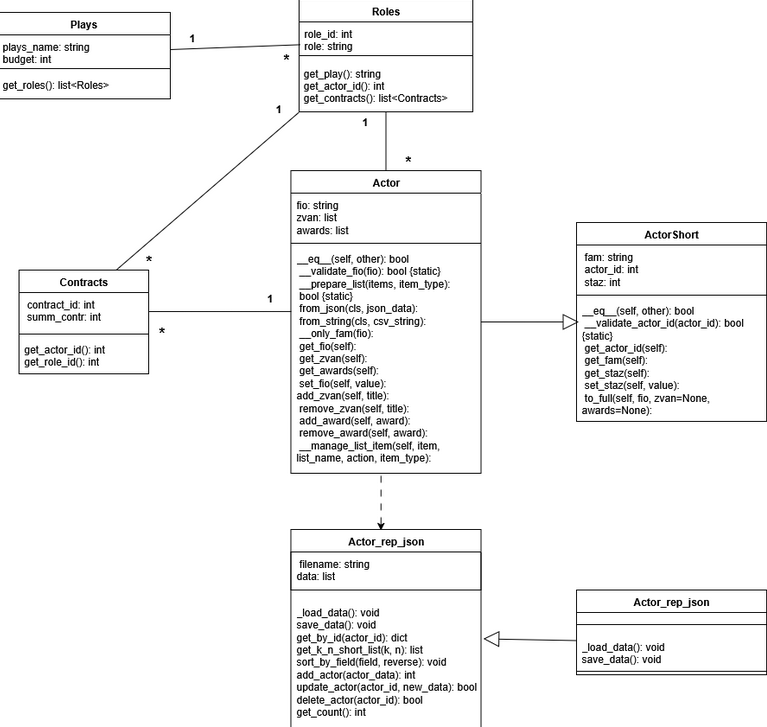 Plays
plays_name: string
budget: int
get_roles(): list<Roles>
1
*
Roles
role_id: int
role: string
get_play(): string
get_actor_id(): int
get_contracts(): list<Contracts>
1
*
1
*
Actor
fio: string
zvan: list
awards: list
__eq__(self, other): bool
__validate_fio(fio): bool {static}
__prepare_list(items, item_type):
bool {static}
from_json(cls, json_data):
from_string(cls, csv_string):
__only_fam(fio):
get_fio(self):
get_zvan(self):
get_awards(self):
set_fio(self, value):
add_zvan(self, title):
remove_zvan(self, title):
add_award(self, award):
remove_award(self, award):
__manage_list_item(self, item,
list_name, action, item_type):
ActorShort
fam: string
actor_id: int
staz: int
__eq__(self, other): bool
__validate_actor_id(actor_id): bool
{static}
get_actor_id(self):
get_fam(self):
get_staz(self):
set_staz(self, value):
to_full(self, fio, zvan=None,
awards=None):
Contracts
contract_id: int
summ_contr: int
get_actor_id(): int
get_role_id(): int
1
*
Actor_rep_json
filename: string
data: list
_load_data(): void
save_data(): void
get_by_id(actor_id): dict
get_k_n_short_list(k, n): list
sort_by_field(field, reverse): void
add_actor(actor_data): int
update_actor(actor_id, new_data): bool
delete_actor(actor_id): bool
get_count(): int
Actor_rep_json
_load_data(): void
save_data(): void